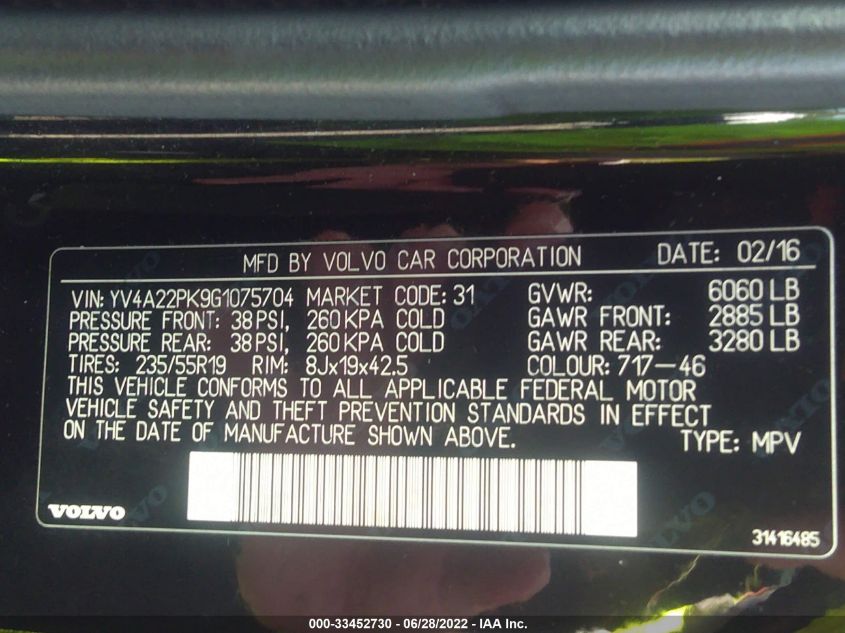 MFD BY VOLVO CAR CORPORATION DATE: 02/16
VIN: YV4A22PK9G1075704 MARKET CODE: 31 GVWR: 6060 LB
PRESSURE FRONT: 38 PSI, 260 KPA COLD GAWR FRONT: 2885 LB
PRESSURE REAR: 38 PSI, 260 KPA COLD GAWR REAR: 3280 LB
TIRES: 235/55R19 RIM: 8Jx19x42.5 COLOUR: 717-46
THIS VEHICLE CONFORMS TO ALL APPLICABLE FEDERAL MOTOR
VEHICLE SAFETY AND THEFT PREVENTION STANDARDS IN EFFECT
ON THE DATE OF MANUFACTURE SHOWN ABOVE. TYPE: MPV
VOLVO
31416485
000-33452730 - 06/28/2022 - IAA Inc.